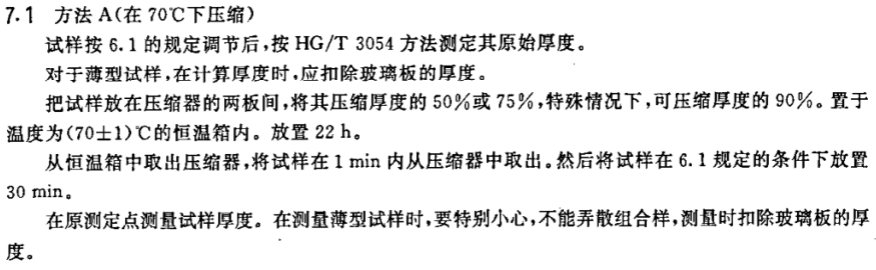 7.1 方法 A(在 70℃下压缩)
试样按 6.1 的规定调节后,按 HG/T 3054 方法测定其原始厚度。
对于薄型试样,在计算厚度时,应扣除玻璃板的厚度。
把试样放在压缩器的两板间,将其压缩厚度的 50%或 75%,特殊情况下,可压缩厚度的 90%。置于
温度为(70±1)℃的恒温箱内。放置 22 h。
从恒温箱中取出压缩器,将试样在 1 min 内从压缩器中取出。然后将试样在 6.1 规定的条件下放置
30 min。
在原测定点测量试样厚度。在测量薄型试样时,要特别小心,不能弄散组合样,测量时扣除玻璃板的厚
度。